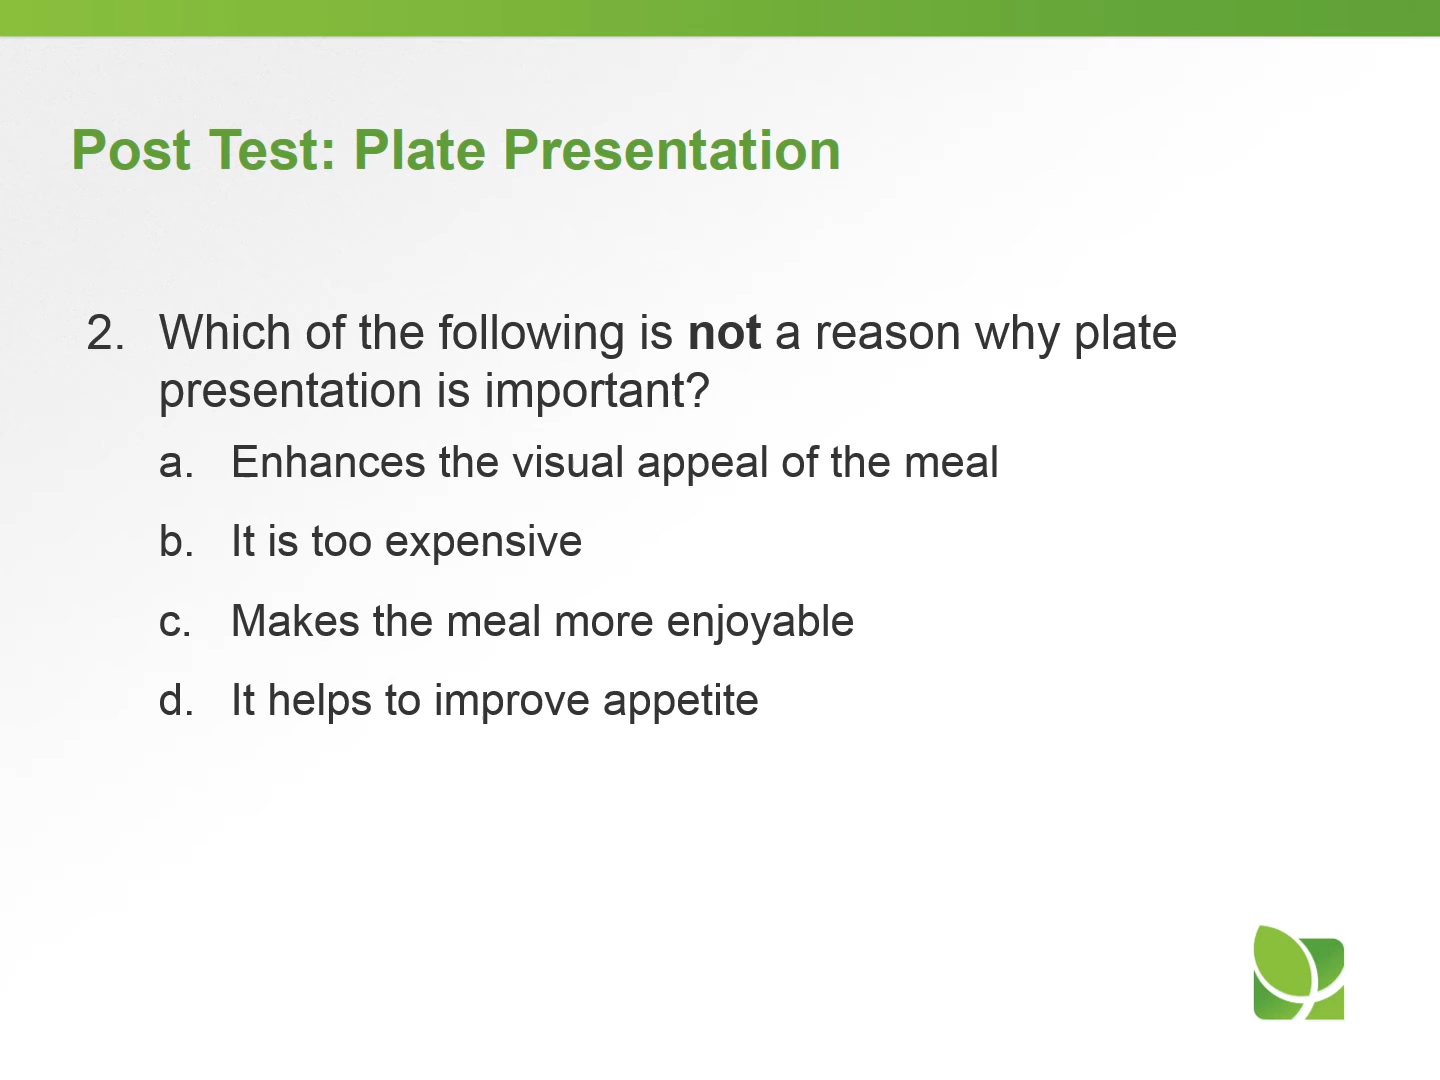 Post Test: Plate Presentation
2. Which of the following is not a reason why plate
presentation is important?
a. Enhances the visual appeal of the meal
b. It is too expensive
c. Makes the meal more enjoyable
d. It helps to improve appetite